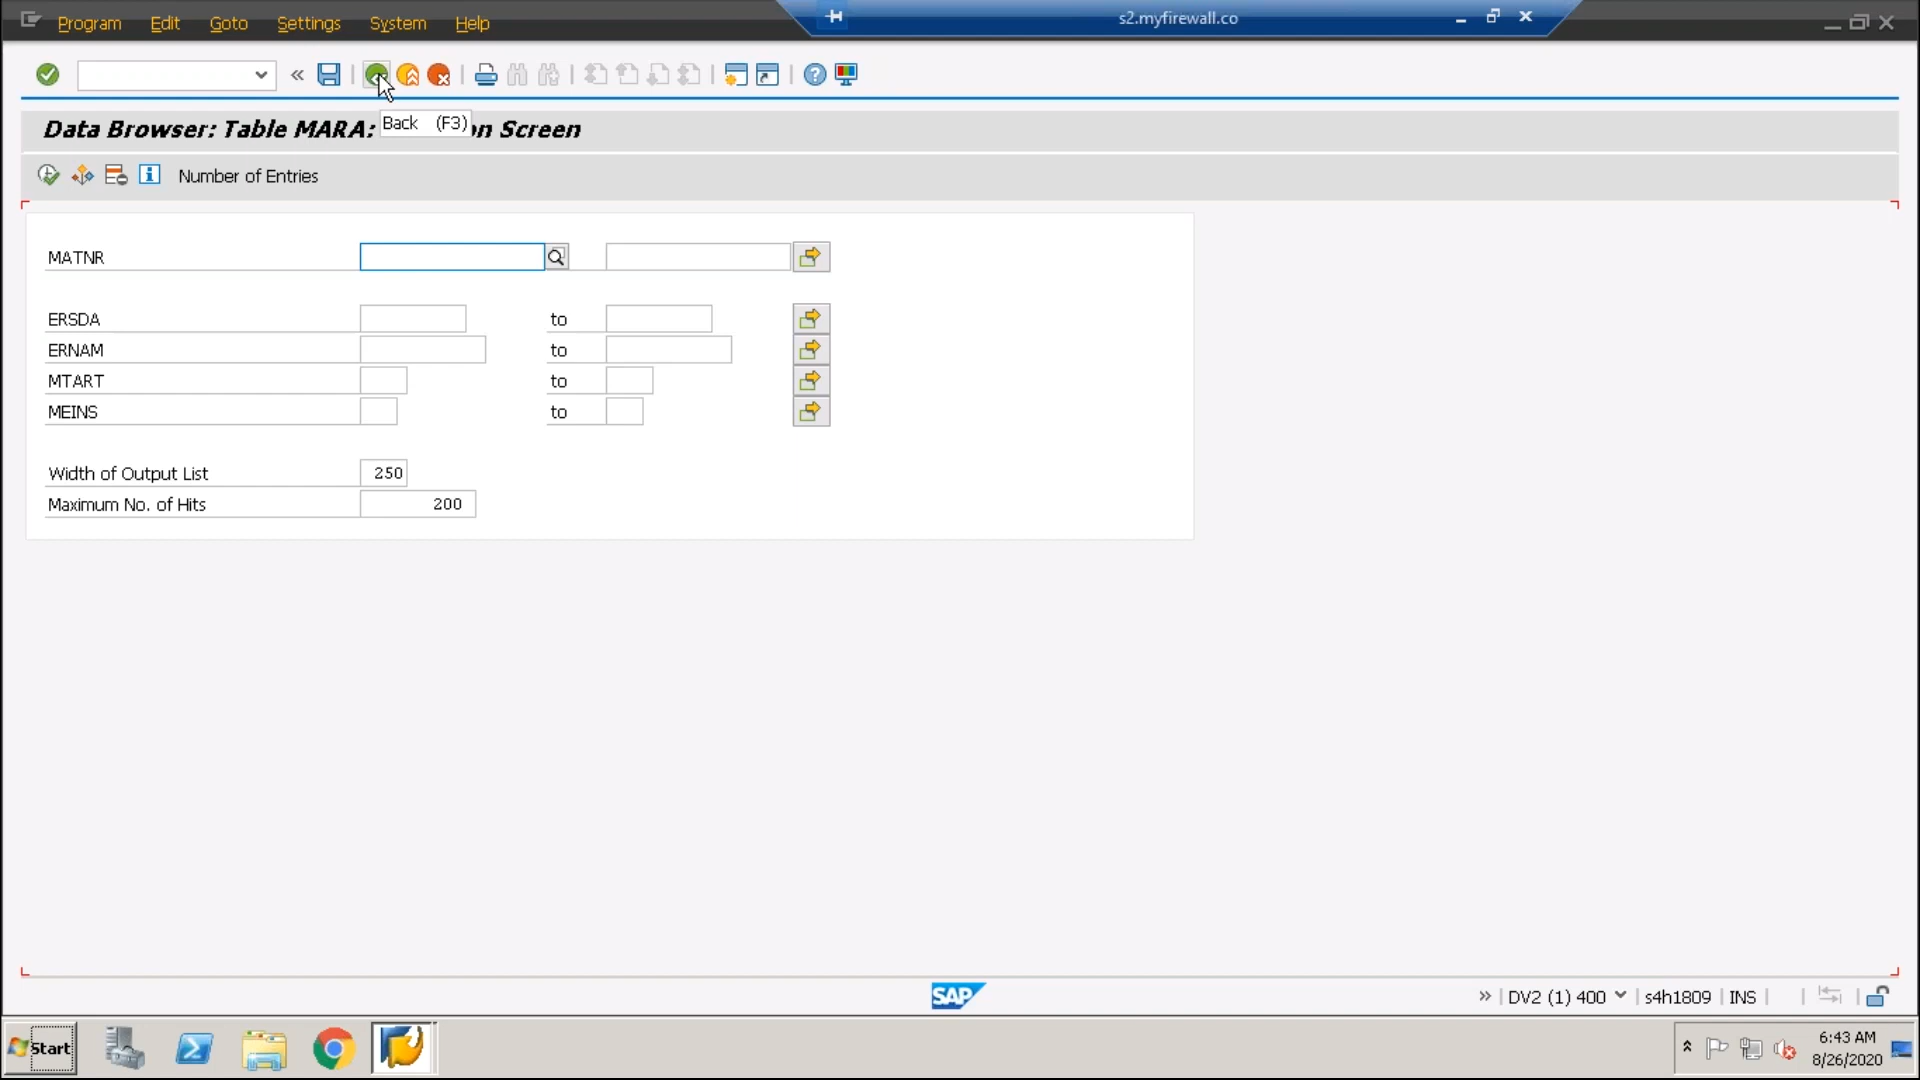 s2.myfirewall.co
Program Edit Goto Settings System Help
Data Browser: Table MARA: on Screen
Back (F3)
Number of Entries
MATNR
ERSDA to
ERNAM to
MTART to
MEINS to
Width of Output List 250
Maximum No. of Hits 200
SAP
DV2 (1) 400 s4h1809 INS
Start
6:43 AM
8/26/2020